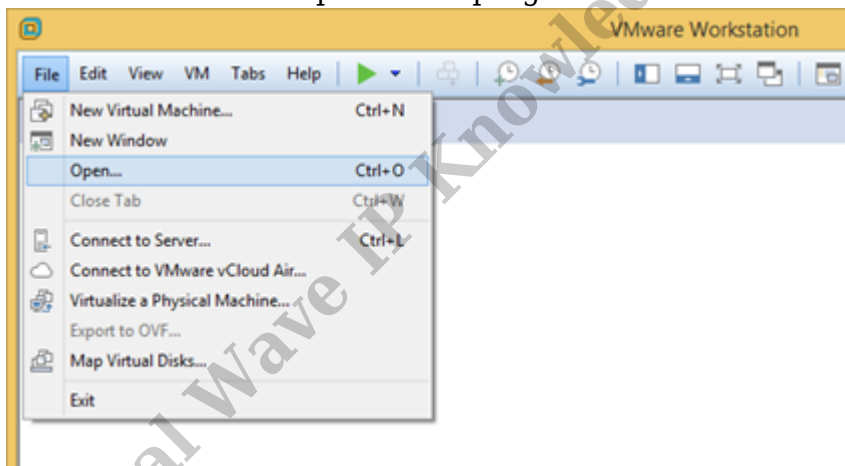 VMware Workstation
File Edit View VM Tabs Help
New Virtual Machine... Ctrl+N
New Window
Open... Ctrl+O
Close Tab Ctrl+W
Connect to Server... Ctrl+L
Connect to VMware vCloud Air...
Virtualize a Physical Machine...
Export to OVF...
Map Virtual Disks...
Exit
Wave IP